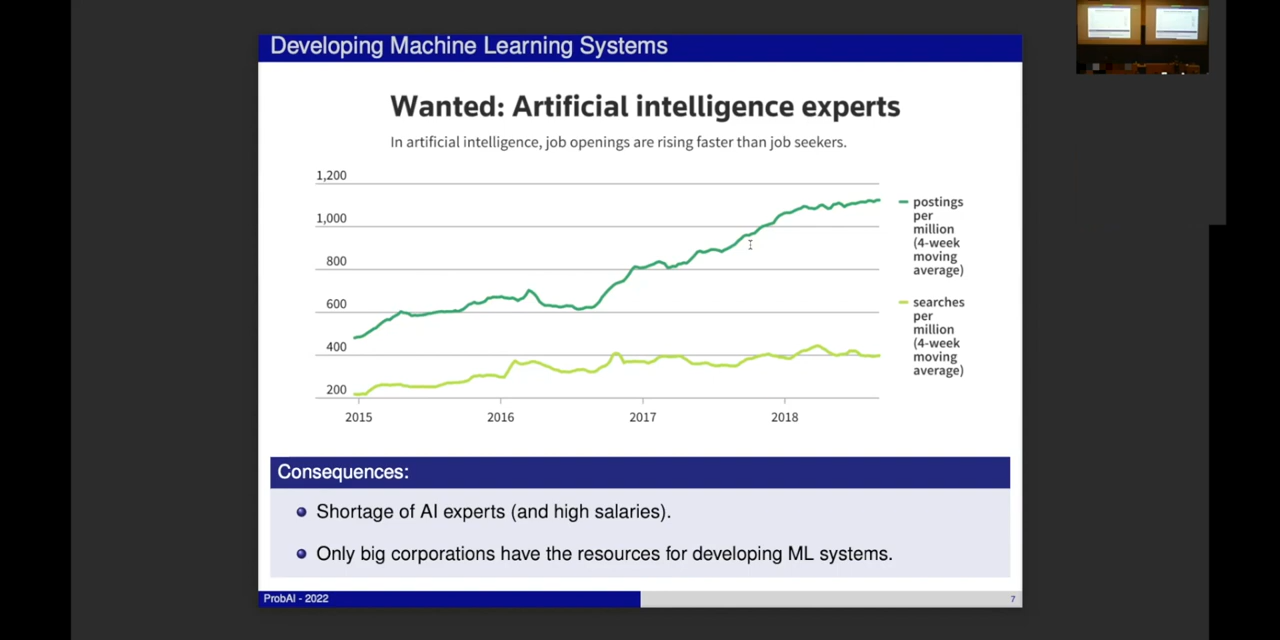 Developing Machine Learning Systems
Wanted: Artificial intelligence experts
In artificial intelligence, job openings are rising faster than job seekers.
1,200
1,000
800
600
400
200
2015
2016
2017
2018
postings
per
million
(4-week
moving
average)
searches
per
million
(4-week
moving
average)
Consequences:
Shortage of AI experts (and high salaries).
Only big corporations have the resources for developing ML systems.
ProbAI - 2022
7